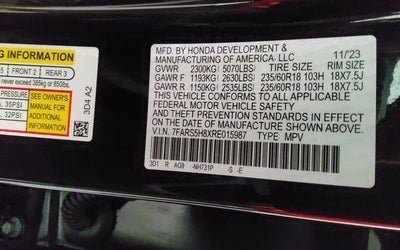 G INFORMATION
5 FRONT 2 REAR 3
exceed 385kg or 850lbs.
PRESSURE
, 35PSI
, 32PSI
SEE OWNER'S
MANUAL FOR
ADDITIONAL
INFORMATION
3D4 A2
MFD. BY HONDA DEVELOPMENT &
MANUFACTURING OF AMERICA, LLC 11/23
GVWR 2300KG 5070LBS TIRE SIZE RIM SIZE
GAWR F 1193KG 2630LBS 235/60R18 103H 18X7.5J
GAWR R 1150KG 2535LBS 235/60R18 103H 18X7.5J
THIS VEHICLE CONFORMS TO ALL APPLICABLE
FEDERAL MOTOR VEHICLE SAFETY
AND THEFT PREVENTION STANDARDS IN EFFECT
ON THE DATE OF MANUFACTURE SHOWN ABOVE.
V.I.N.: 7FARS5H8XRE015987 TYPE: MPV
3D1 R AG9 -NH731P -S -E